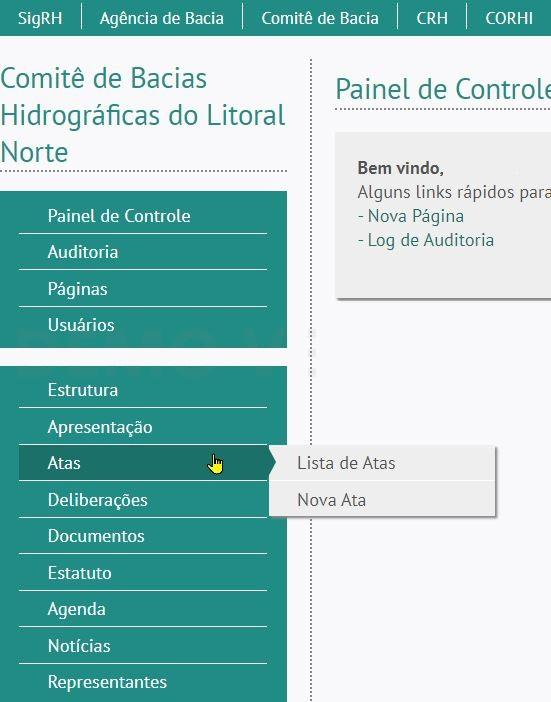 SigRH
Agência de Bacia
Comitê de Bacia
CRH
CORHI
Comitê de Bacias
Hidrográficas do Litoral
Norte
Painel de Controle
Auditoria
Páginas
Usuários
Estrutura
Apresentação
Atas
Deliberações
Documentos
Estatuto
Agenda
Notícias
Representantes
Lista de Atas
Nova Ata
Painel de Controle
Bem vindo,
Alguns links rápidos para
- Nova Página
- Log de Auditoria